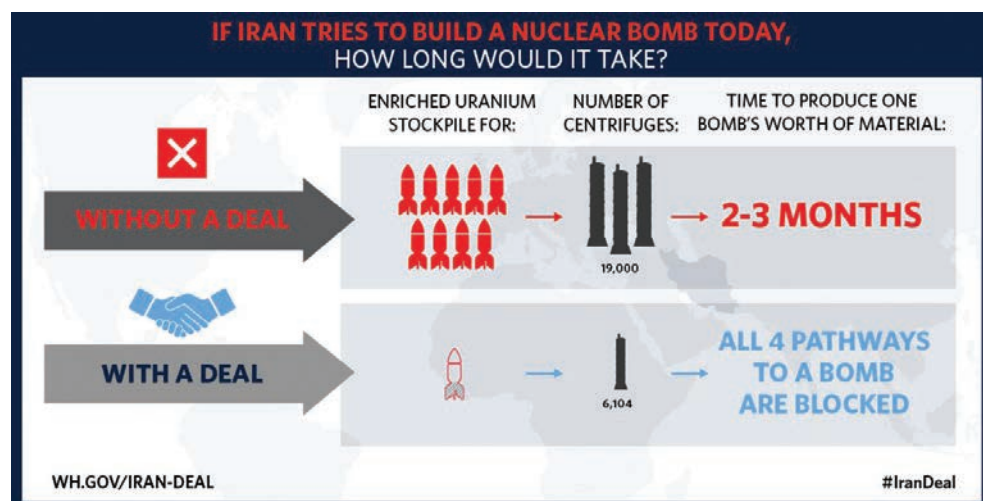 IF IRAN TRIES TO BUILD A NUCLEAR BOMB TODAY,
HOW LONG WOULD IT TAKE?
ENRICHED URANIUM
STOCKPILE FOR:
NUMBER OF
CENTRIFUGES:
TIME TO PRODUCE ONE
BOMB'S WORTH OF MATERIAL:
WITHOUT A DEAL
19,000
2-3 MONTHS
WITH A DEAL
6,104
ALL 4 PATHWAYS
TO A BOMB
ARE BLOCKED
WH.GOV/IRAN-DEAL
#IranDeal